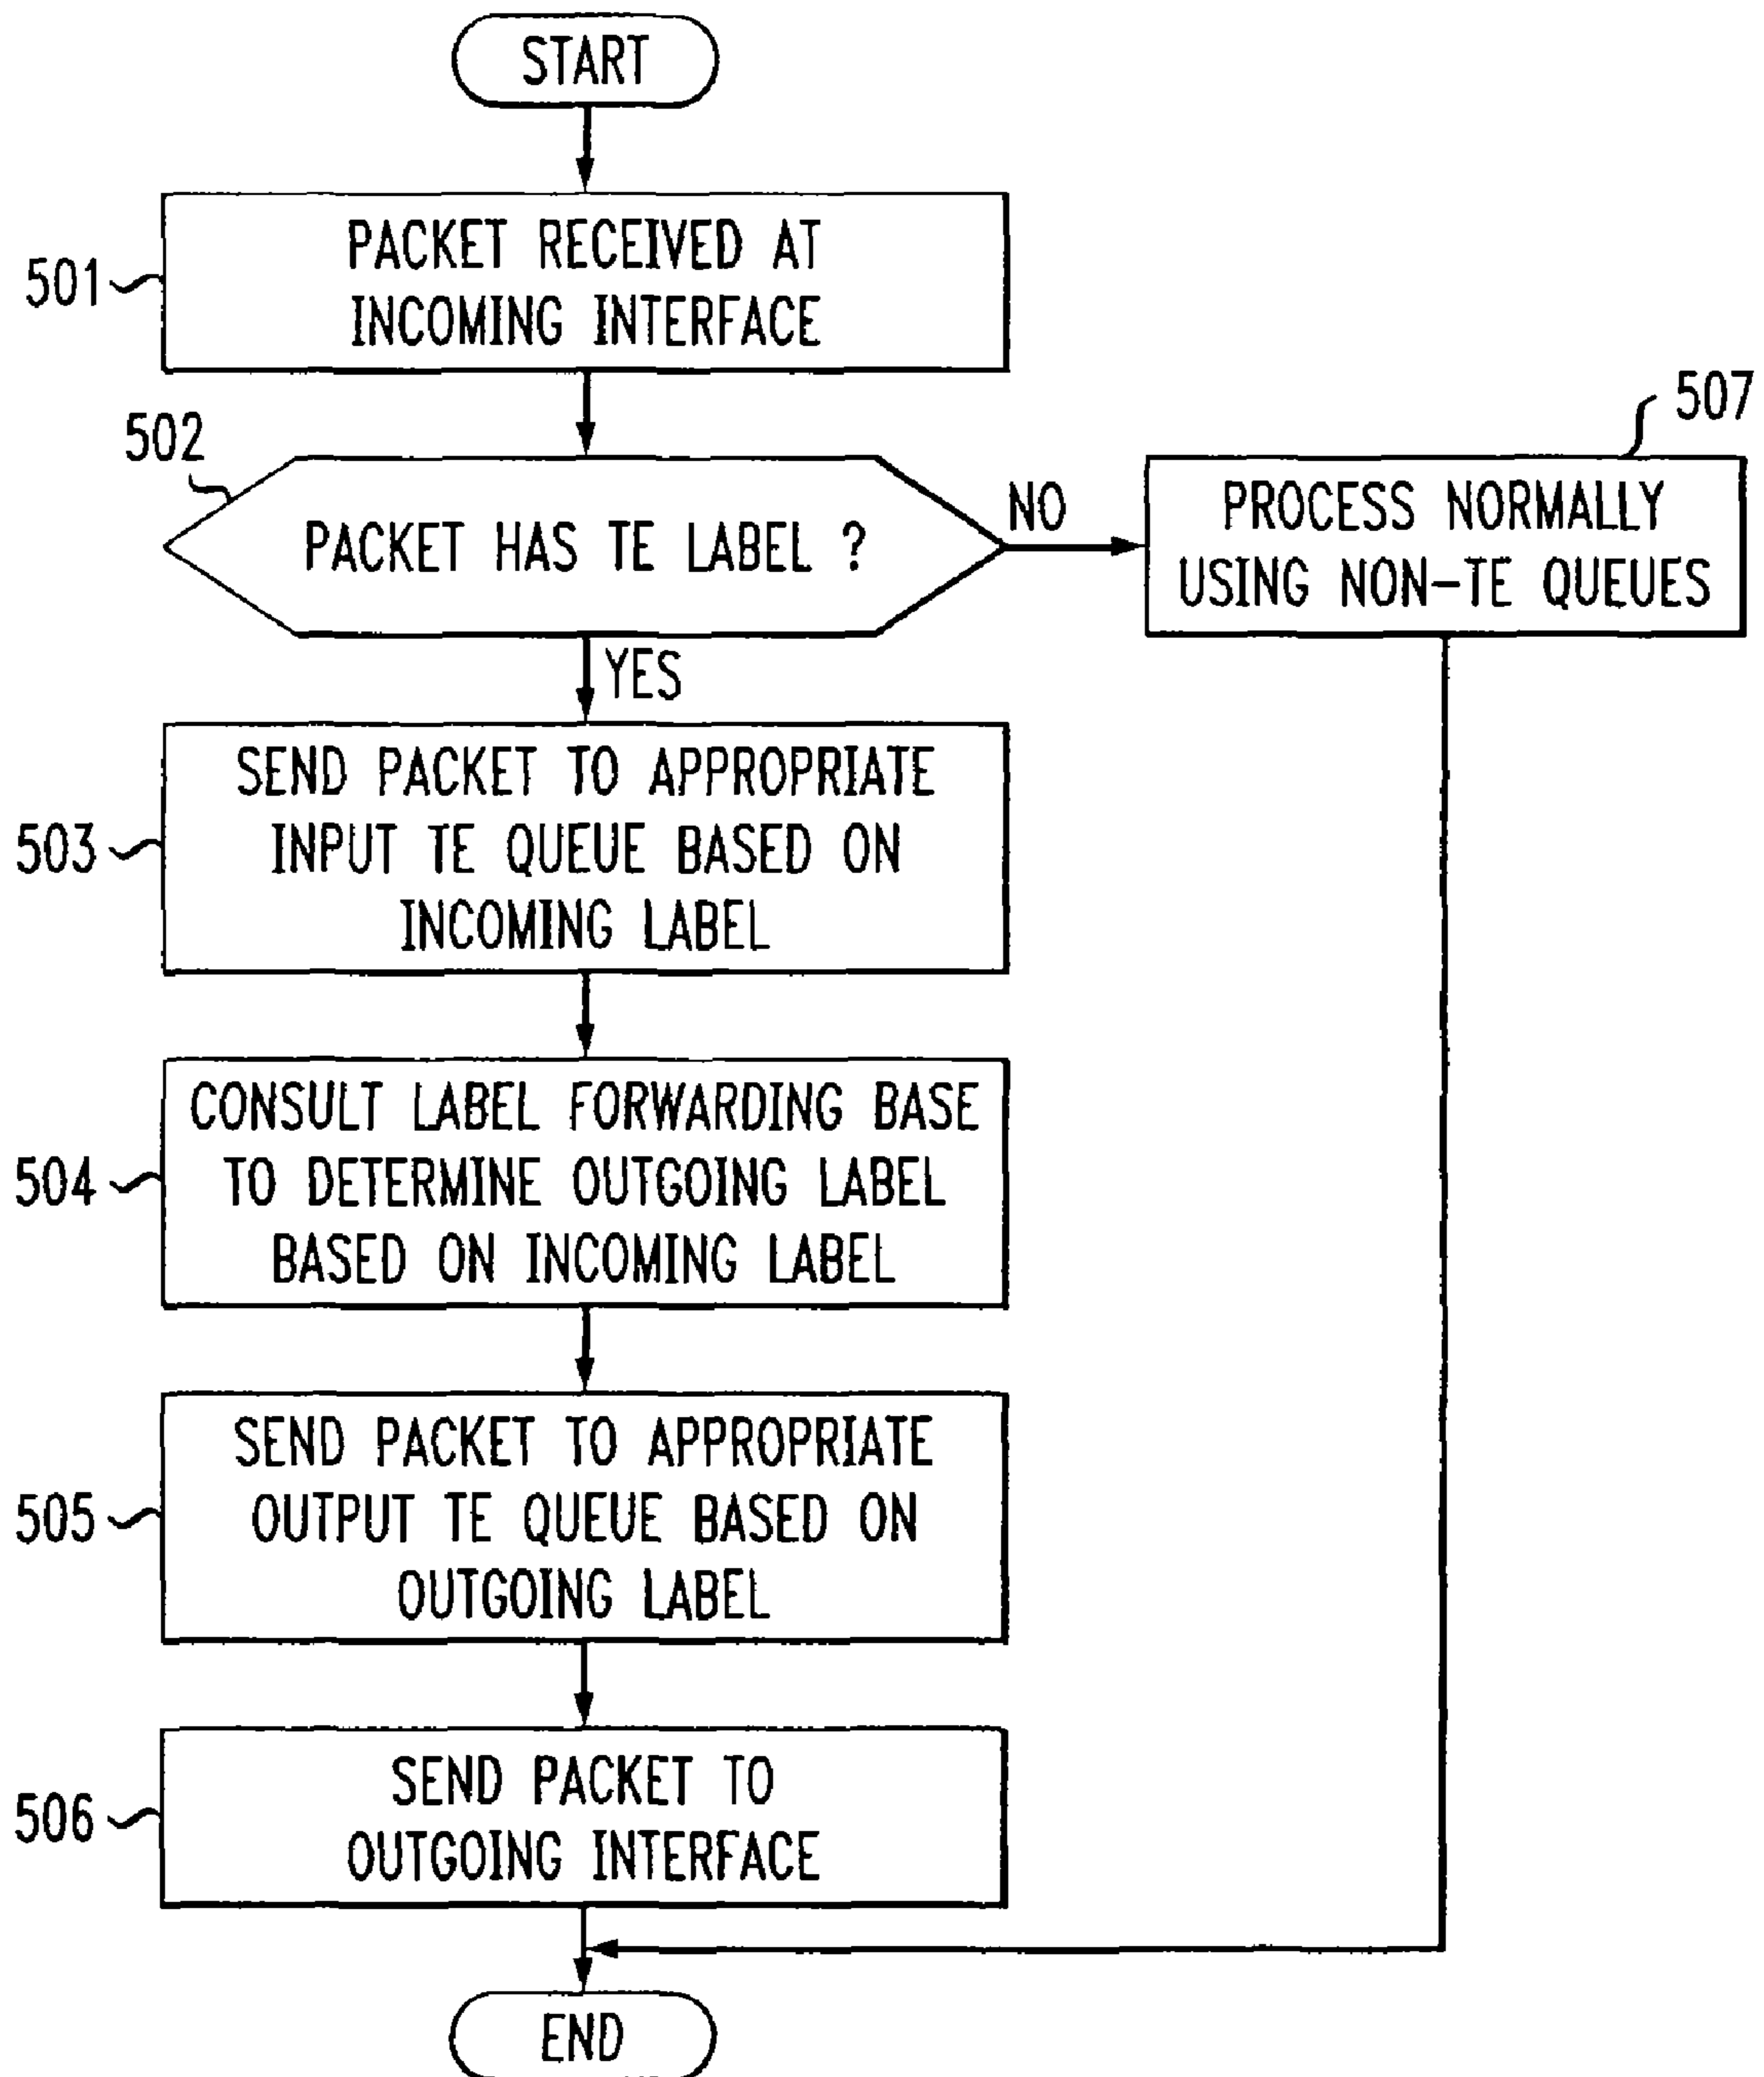 START
501
PACKET RECEIVED AT
INCOMING INTERFACE
502
PACKET HAS TE LABEL ?
NO
507
PROCESS NORMALLY
USING NON-TE QUEUES
YES
503
SEND PACKET TO APPROPRIATE
INPUT TE QUEUE BASED ON
INCOMING LABEL
504
CONSULT LABEL FORWARDING BASE
TO DETERMINE OUTGOING LABEL
BASED ON INCOMING LABEL
505
SEND PACKET TO APPROPRIATE
OUTPUT TE QUEUE BASED ON
OUTGOING LABEL
506
SEND PACKET TO
OUTGOING INTERFACE
END